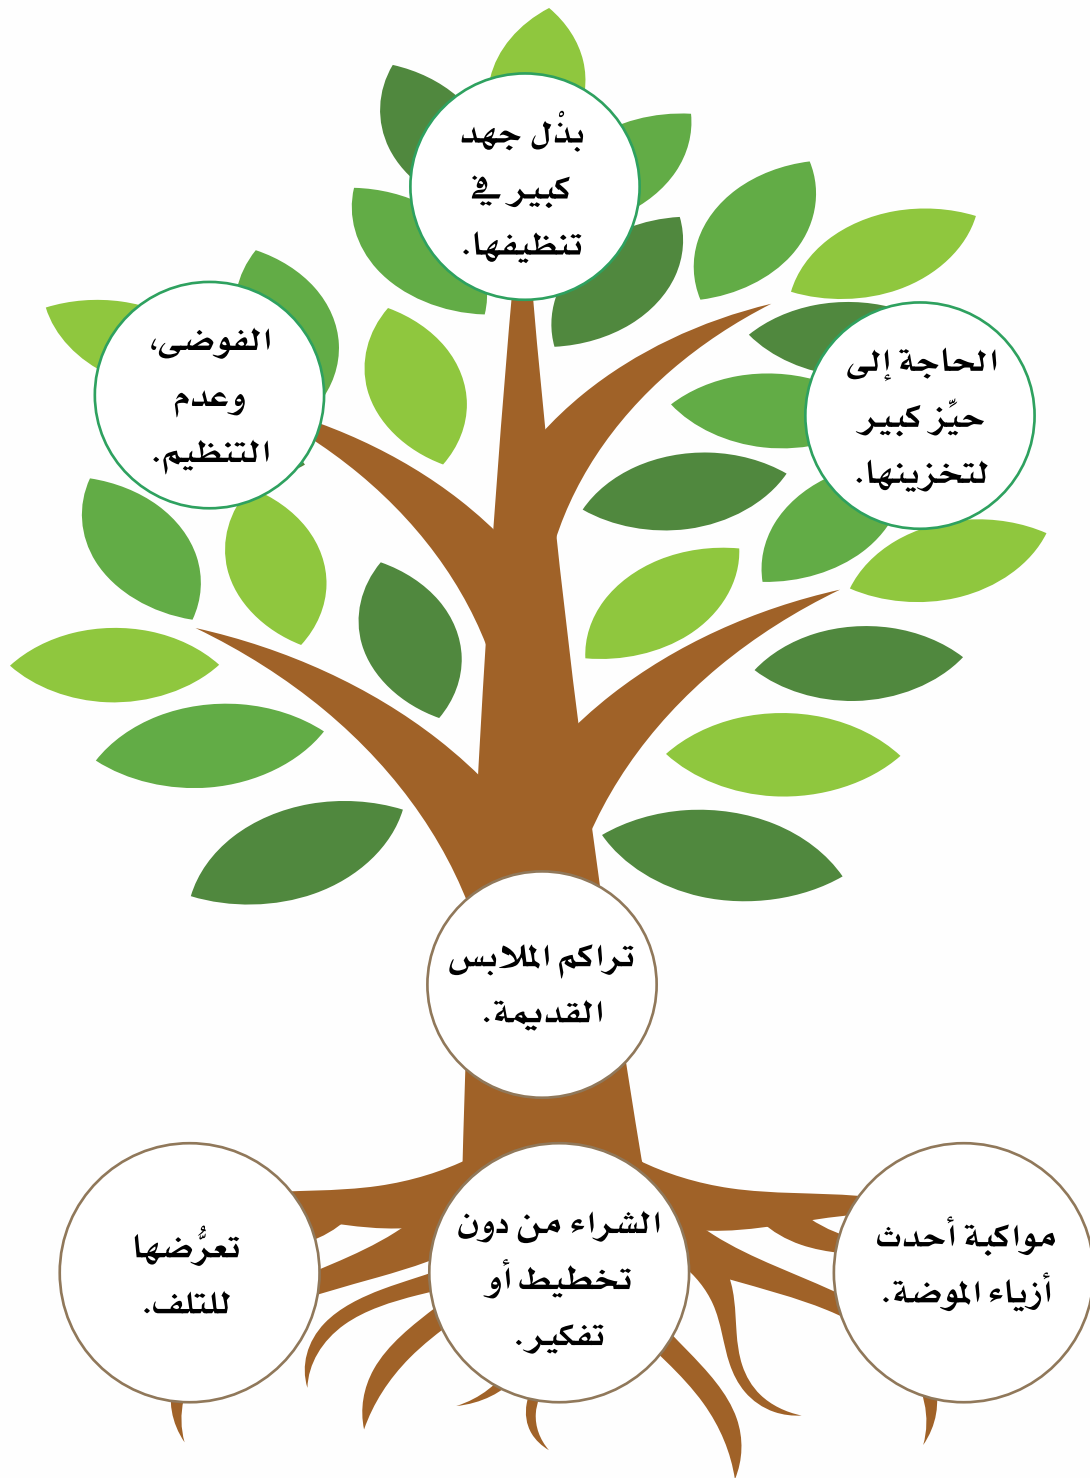 بذْل جهد
كبير في
تنظيفها.
الحاجة إلى
حيِّز كبير
لتخزينها.
الفوضى،
وعدم
التنظيم.
تراكم الملابس
القديمة.
مواكبة أحدث
أزياء الموضة.
الشراء من دون
تخطيط أو
تفكير.
تعرُّضها
للتلف.